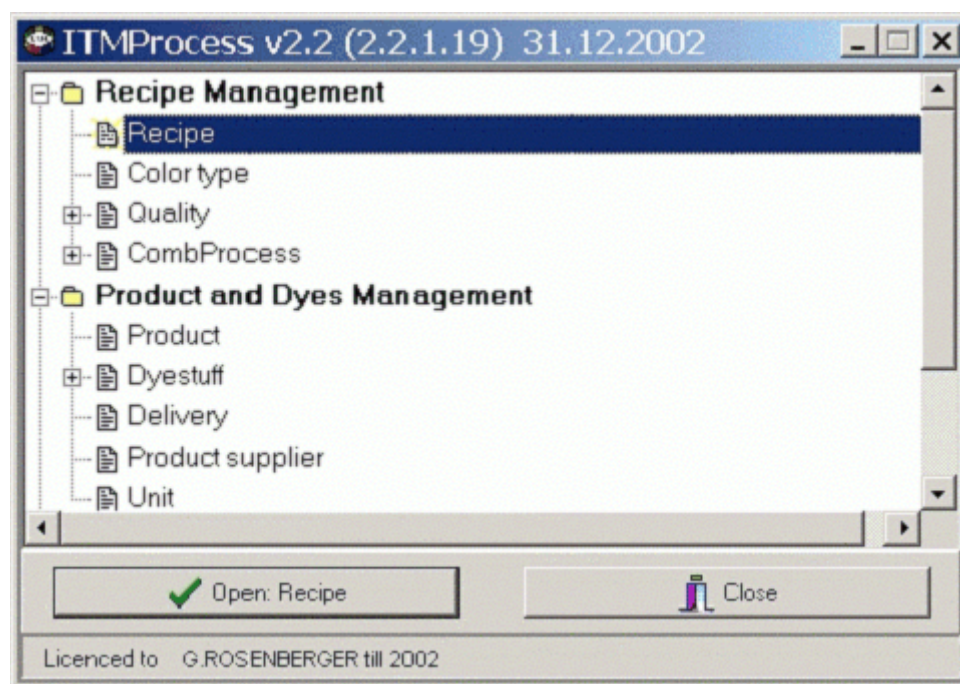 ITMProcess v2.2 (2.2.1.19) 31.12.2002
Recipe Management
Recipe
Color type
Quality
CombProcess
Product and Dyes Management
Product
Dyestuff
Delivery
Product supplier
Unit
Open: Recipe
Close
Licenced to G.ROSENBERGER till 2002